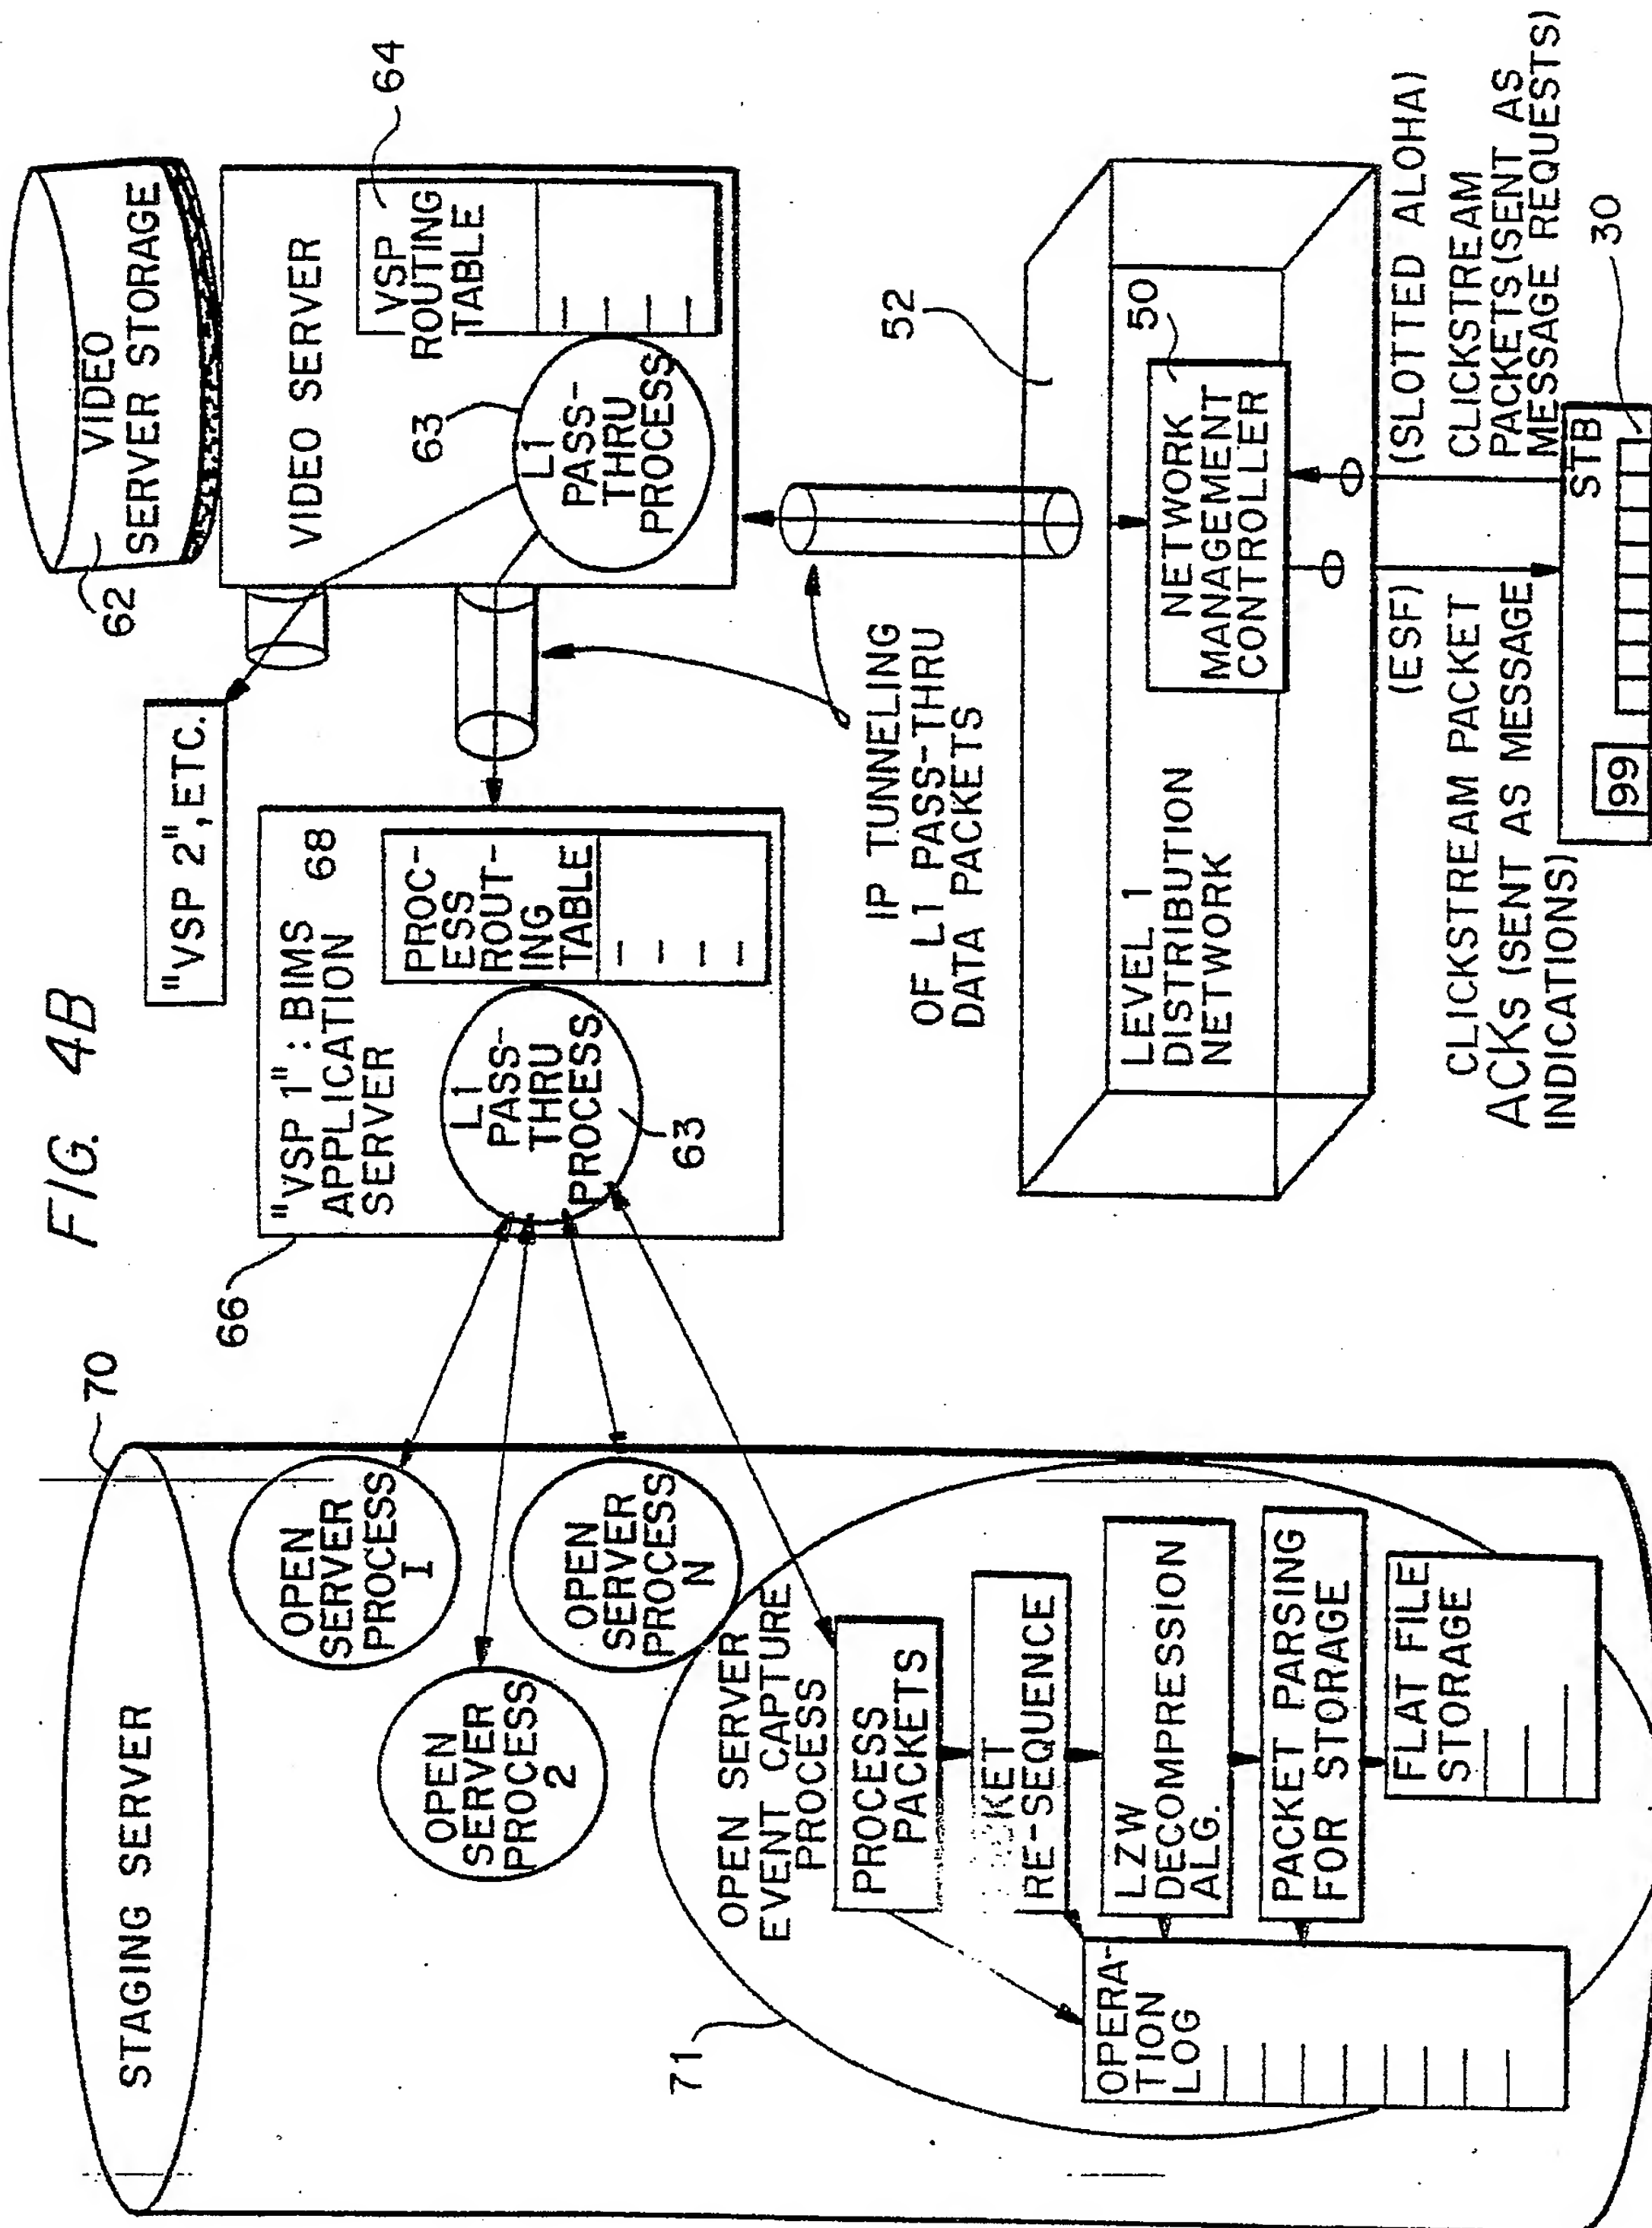 FIG. 4B
STAGING SERVER
70
OPEN
SERVER
PROCESS
I
OPEN
SERVER
PROCESS
2
OPEN
SERVER
PROCESS
N
71
OPEN SERVER
EVENT CAPTURE
PROCESS
PROCESS
PACKETS
RE-SEQUENCE
LZW
DECOMPRESSION
ALG.
PACKET PARSING
FOR STORAGE
FLAT FILE
STORAGE
OPERA-
TION
LOG
66
"VSP 1": BIMS
APPLICATION 68
SERVER
L1
PASS-
THRU
PROCESS
63
PROC-
ESS
ROUT-
ING
TABLE
"VSP 2", ETC.
62
VIDEO
SERVER STORAGE
VIDEO SERVER
63
L1
PASS-
THRU
PROCESS
VSP
ROUTING
TABLE
64
IP TUNNELING
OF L1 PASS-THRU
DATA PACKETS
52
LEVEL 1
DISTRIBUTION
NETWORK
NETWORK
MANAGEMENT
CONTROLLER
50
(ESF)
(SLOTTED ALOHA)
CLICKSTREAM PACKET
ACKs (SENT AS MESSAGE
INDICATIONS)
CLICKSTREAM
PACKETS (SENT AS
MESSAGE REQUESTS)
STB
99
30